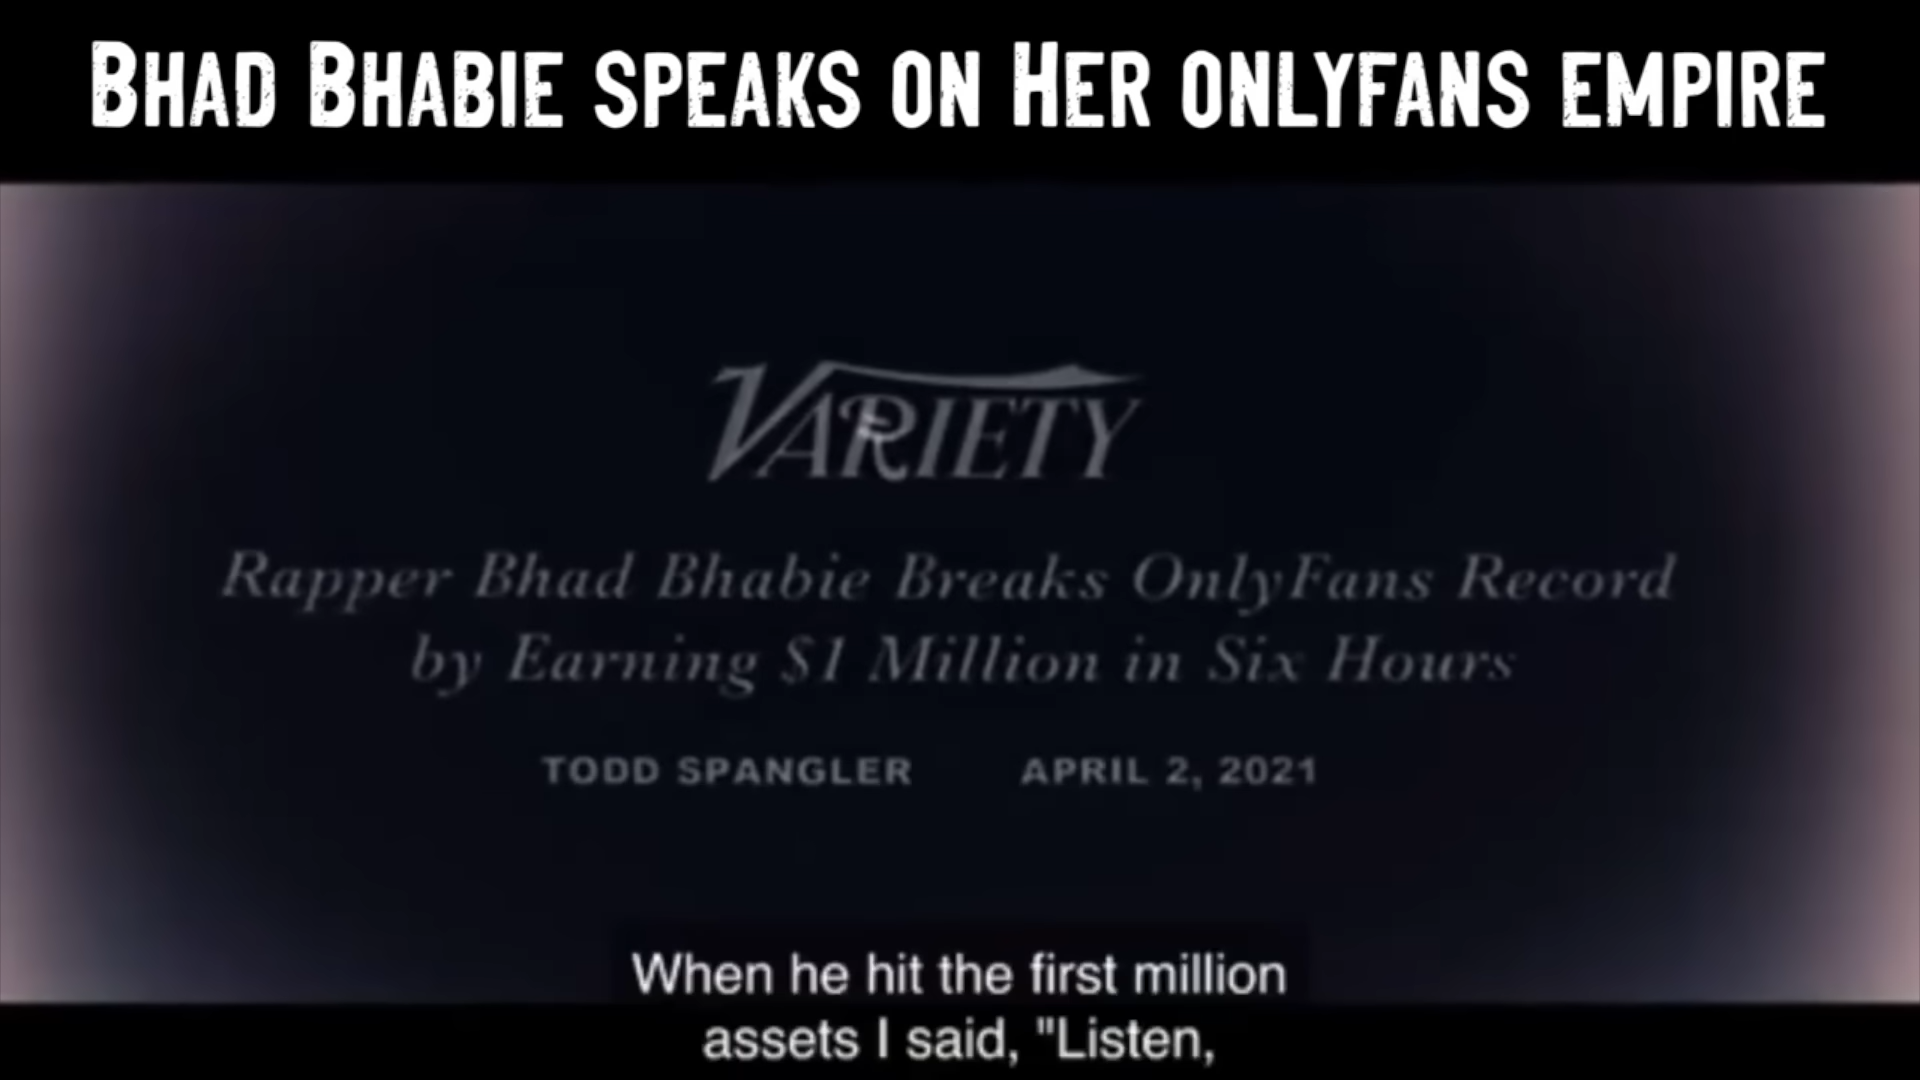 Bhad Bhabie speaks on Her onlyfans empire
VARIETY
Rapper Bhad Bhabie Breaks OnlyFans Record
by Earning $1 Million in Six Hours
TODD SPANGLER APRIL 2, 2021
When he hit the first million
assets I said, "Listen,